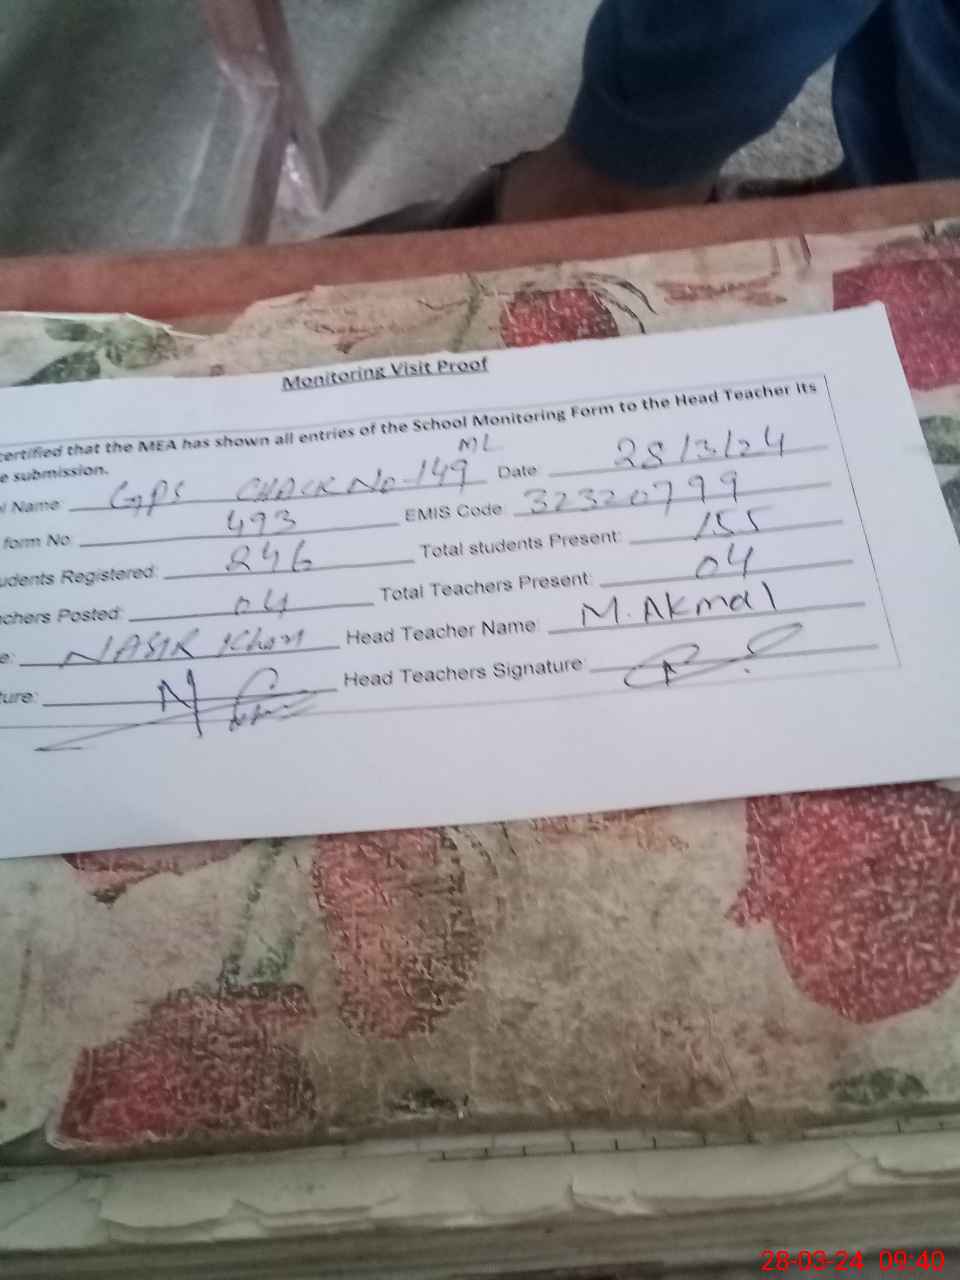 Monitoring Visit Proof
certified that the MEA has shown all entries of the School Monitoring Form to the Head Teacher Its
e submission.
l Name GPS CHACK No-149 ML Date 28/3/24
form No: 493 EMIS Code: 32320799
udents Registered: 246 Total students Present: 155
chers Posted: 04 Total Teachers Present: 04
e: NASIR Khan Head Teacher Name: M. Akmal
ture: Head Teachers Signature:
28-03-24 09:40